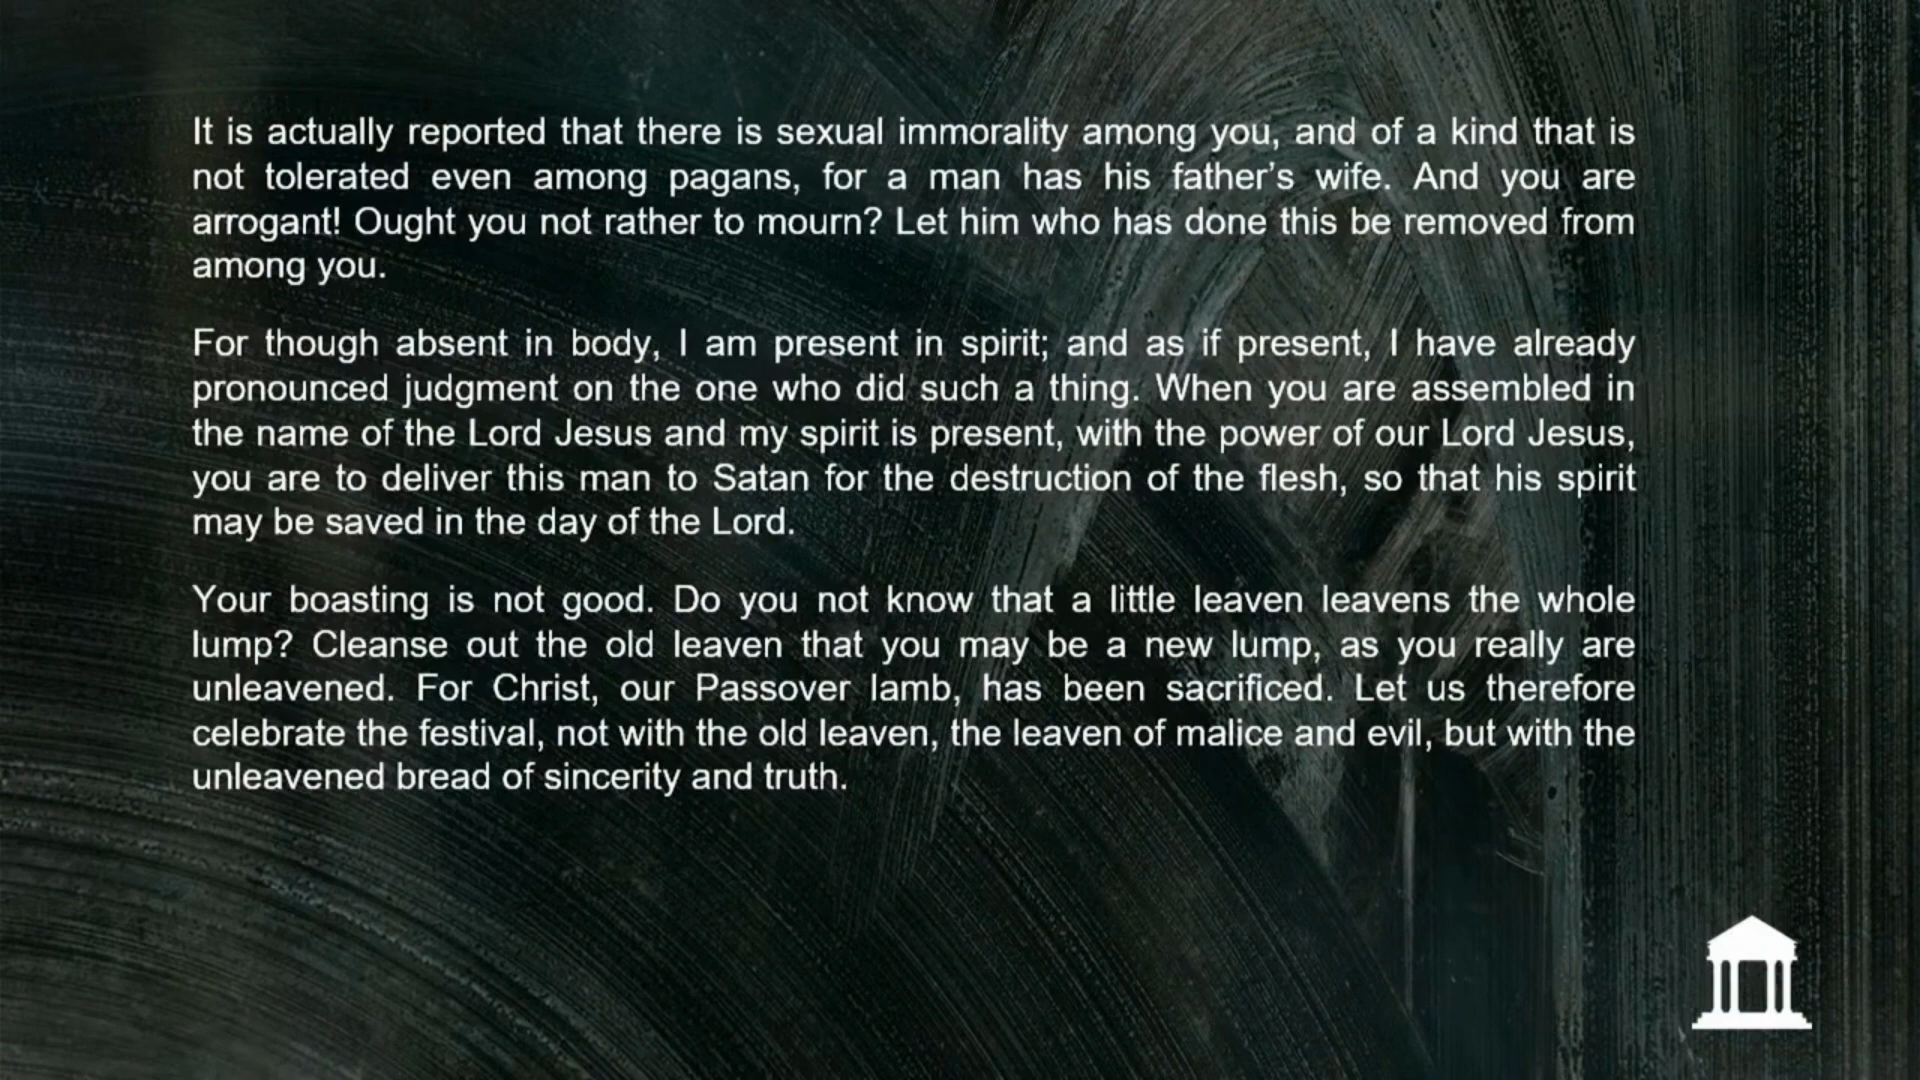 It is actually reported that there is sexual immorality among you, and of a kind that is
not tolerated even among pagans, for a man has his father’s wife. And you are
arrogant! Ought you not rather to mourn? Let him who has done this be removed from
among you.
For though absent in body, I am present in spirit; and as if present, I have already
pronounced judgment on the one who did such a thing. When you are assembled in
the name of the Lord Jesus and my spirit is present, with the power of our Lord Jesus,
you are to deliver this man to Satan for the destruction of the flesh, so that his spirit
may be saved in the day of the Lord.
Your boasting is not good. Do you not know that a little leaven leavens the whole
lump? Cleanse out the old leaven that you may be a new lump, as you really are
unleavened. For Christ, our Passover lamb, has been sacrificed. Let us therefore
celebrate the festival, not with the old leaven, the leaven of malice and evil, but with the
unleavened bread of sincerity and truth.